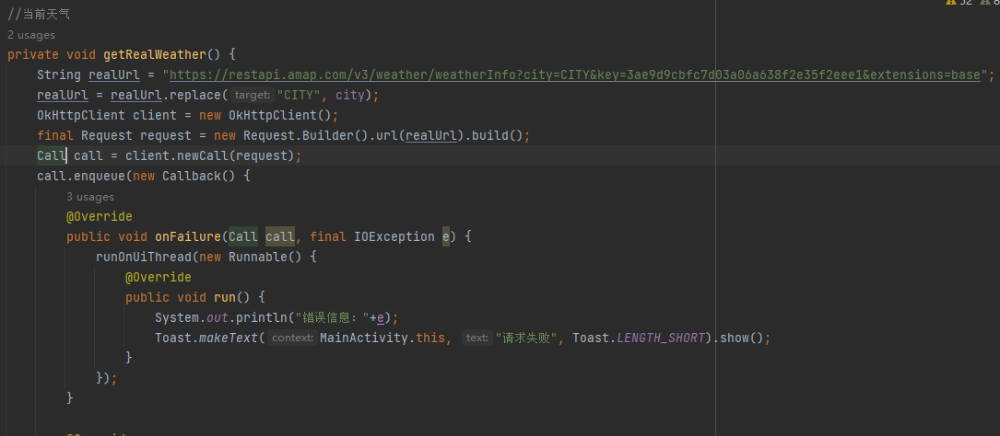 52 8
//当前天气
2 usages
private void getRealWeather() {
String realUrl = "https://restapi.amap.com/v3/weather/weatherInfo?city=CITY&key=3ae9d9cbfc7d03a06a638f2e35f2eee1&extensions=base";
realUrl = realUrl.replace( target: "CITY", city);
OkHttpClient client = new OkHttpClient();
final Request request = new Request.Builder().url(realUrl).build();
Call call = client.newCall(request);
call.enqueue(new Callback() {
3 usages
@Override
public void onFailure(Call call, final IOException e) {
runOnUiThread(new Runnable() {
@Override
public void run() {
System.out.println("错误信息："+e);
Toast.makeText( context: MainActivity.this, text: "请求失败", Toast.LENGTH_SHORT).show();
}
});
}